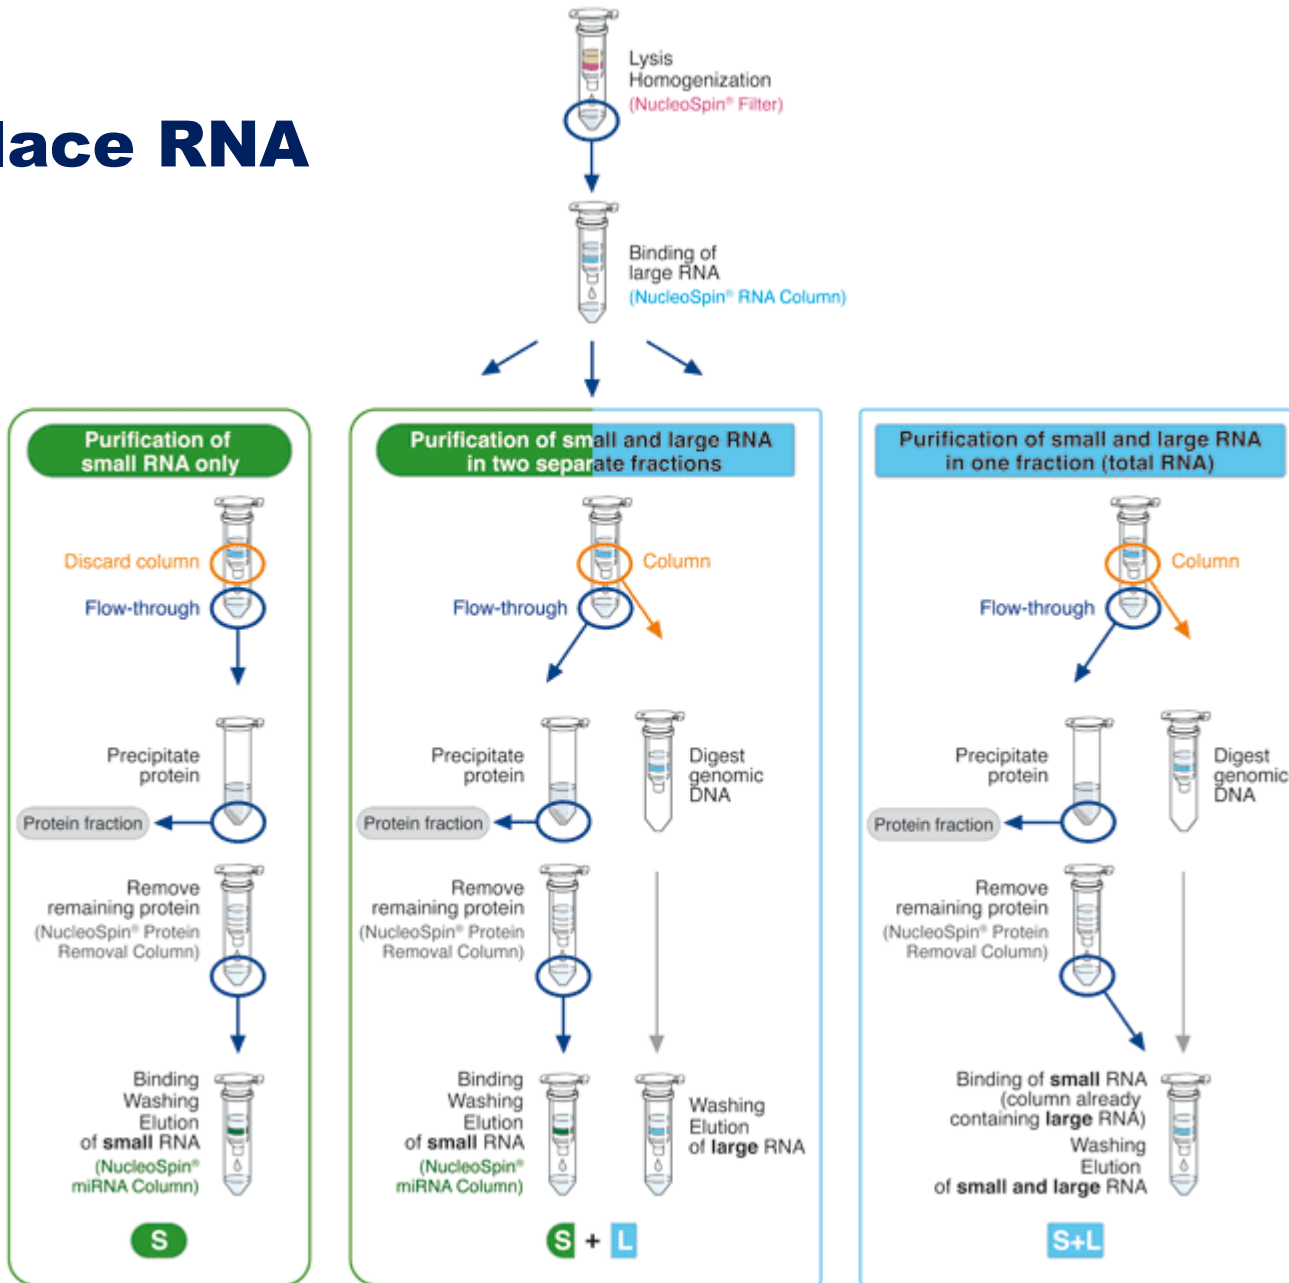 lace RNA
Lysis
Homogenization
(NucleoSpin® Filter)
Binding of
large RNA
(NucleoSpin® RNA Column)
Purification of
small RNA only
Discard column
Flow-through
Precipitate
protein
Protein fraction
Remove
remaining protein
(NucleoSpin® Protein
Removal Column)
Binding
Washing
Elution
of small RNA
(NucleoSpin®
miRNA Column)
S
Purification of small and large RNA
in two separate fractions
Column
Flow-through
Precipitate
protein
Digest
genomic
DNA
Protein fraction
Remove
remaining protein
(NucleoSpin® Protein
Removal Column)
Binding
Washing
Elution
of small RNA
(NucleoSpin®
miRNA Column)
Washing
Elution
of large RNA
S + L
Purification of small and large RNA
in one fraction (total RNA)
Column
Flow-through
Precipitate
protein
Digest
genomic
DNA
Protein fraction
Remove
remaining protein
(NucleoSpin® Protein
Removal Column)
Binding of small RNA
(column already
containing large RNA)
Washing
Elution
of small and large RNA
S+L